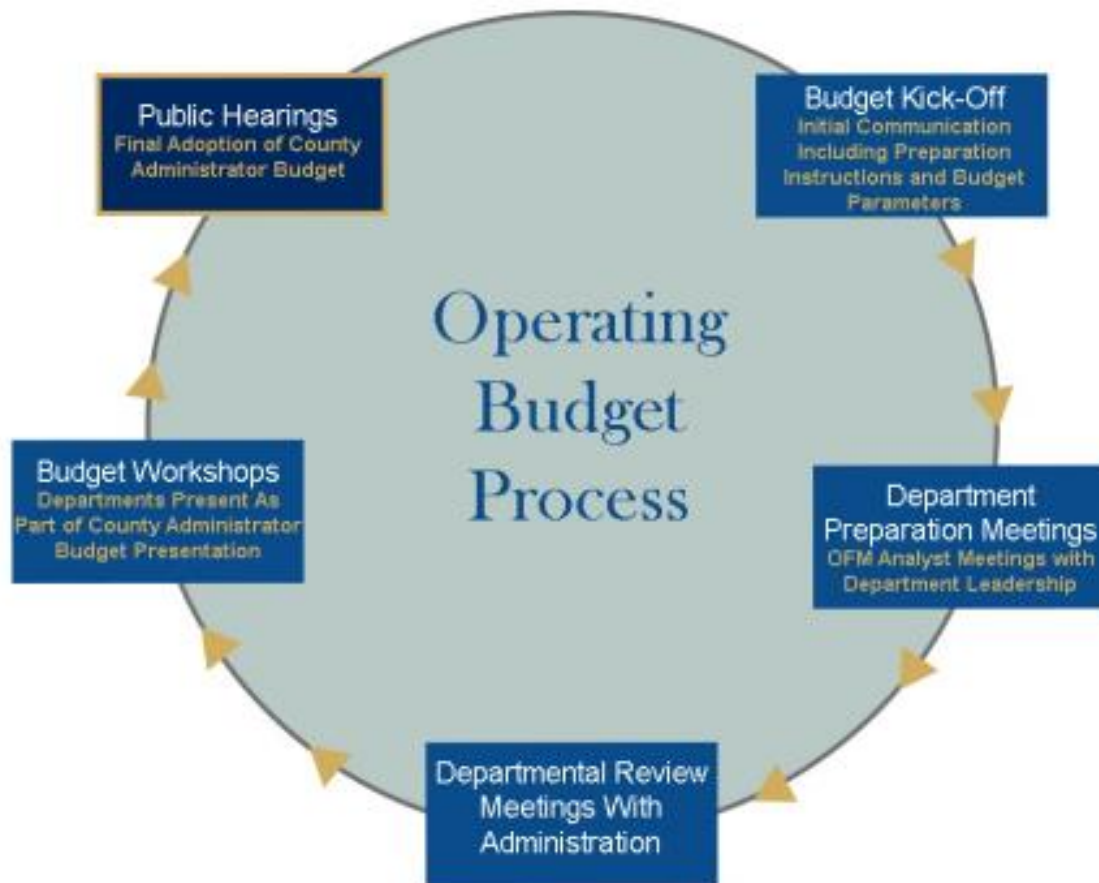 Public Hearings
Final Adoption of County
Administrator Budget
Budget Kick-Off
Initial Communication
Including Preparation
Instructions and Budget
Parameters
Operating
Budget
Process
Budget Workshops
Departments Present As
Part of County Administrator
Budget Presentation
Department
Preparation Meetings
OFM Analyst Meetings with
Department Leadership
Departmental Review
Meetings With
Administration